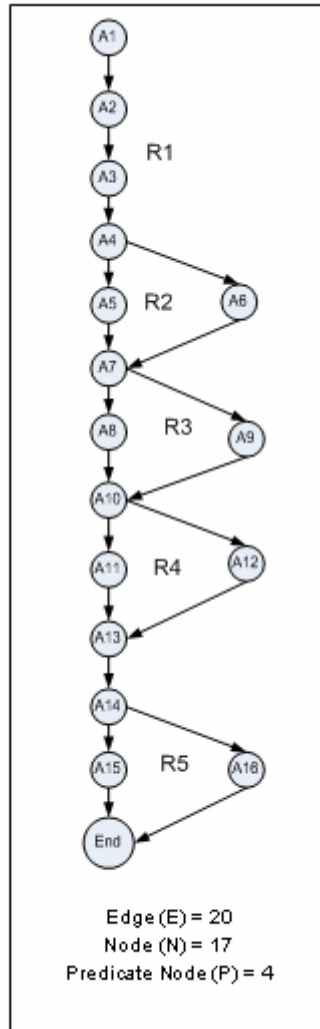 A1
A2
R1
A3
A4
A5
R2
A6
A7
A8
R3
A9
A10
A11
R4
A12
A13
A14
A15
R5
A16
End
Edge (E) = 20
Node (N) = 17
Predicate Node (P) = 4